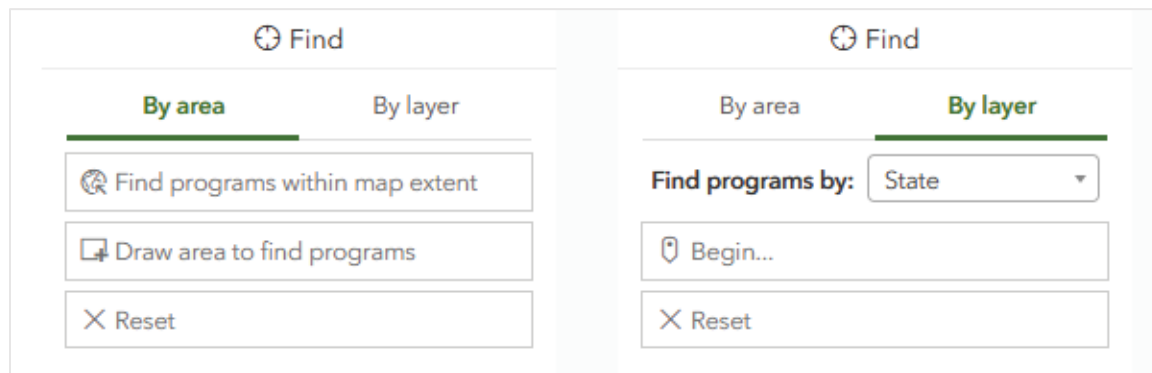 Find
By area By layer
Find programs within map extent
Draw area to find programs
Reset
Find
By area By layer
Find programs by: State
Begin...
Reset